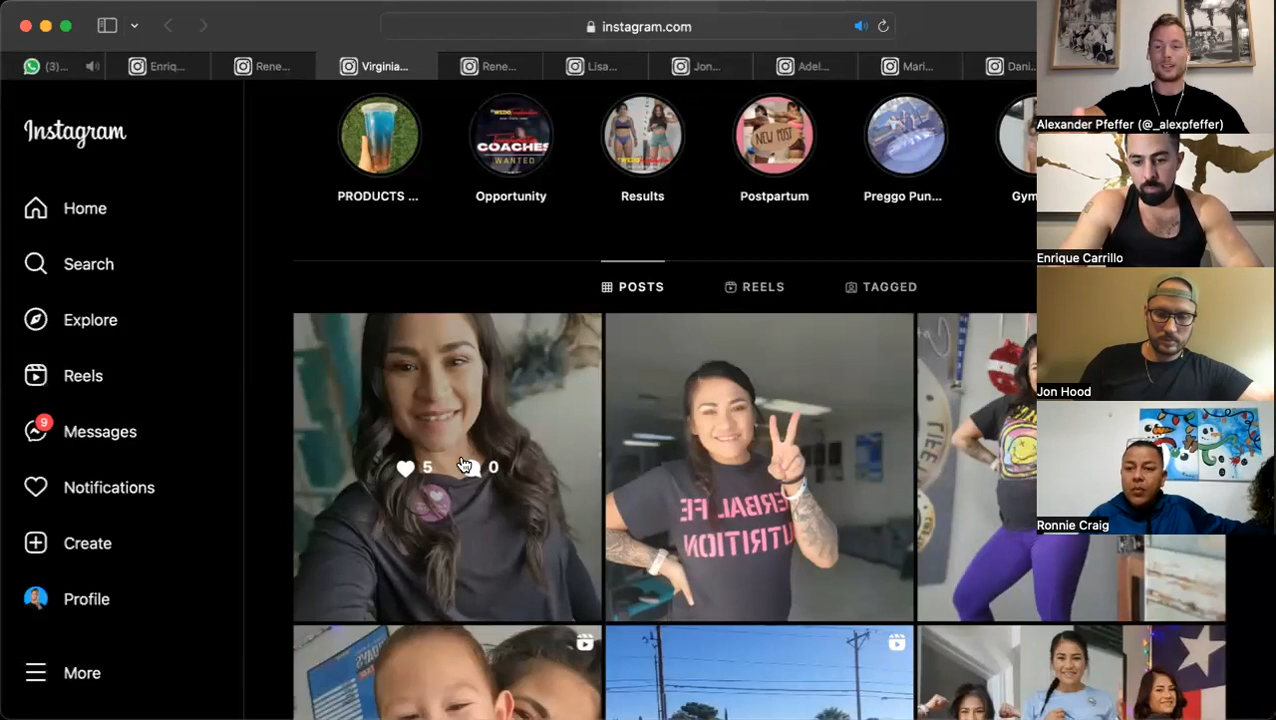 instagram.com
(3)...
Enriq...
Rene...
Virginia...
Rene...
Lisa...
Jon...
Adel...
Mari...
Dani...
Alexander Pfeffer (@_alexpfeffer)
Enrique Carrillo
Jon Hood
Ronnie Craig
Instagram
Home
Search
Explore
Reels
9
Messages
Notifications
Create
Profile
More
COACHES
WANTED
NEW POST
PRODUCTS ...
Opportunity
Results
Postpartum
Preggo Pun...
Gym
POSTS
REELS
TAGGED
5
0
ERBALIFE
UTRITION
LIFE